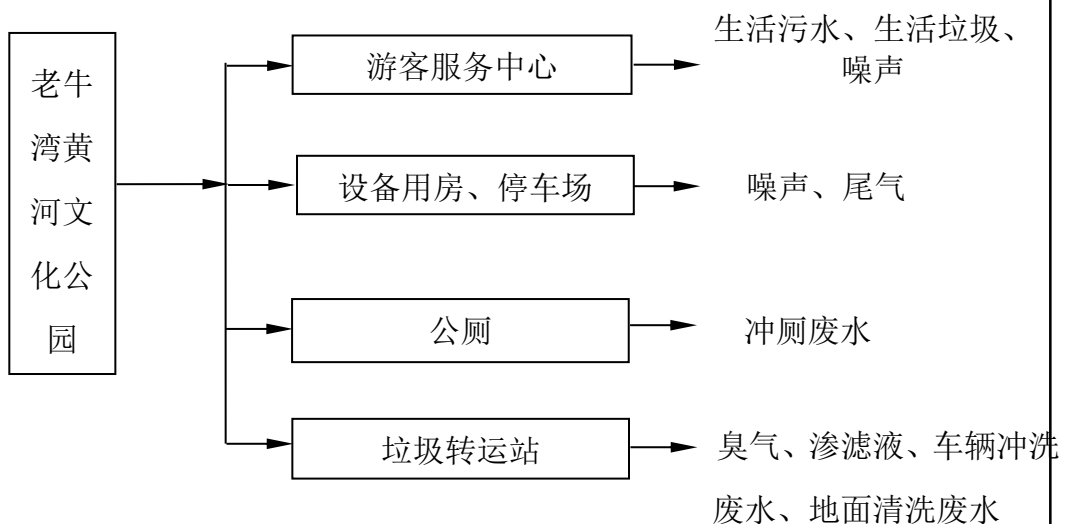 老牛
湾黄
河文
化公
园
游客服务中心
生活污水、生活垃圾、
噪声
设备用房、停车场
噪声、尾气
公厕
冲厕废水
垃圾转运站
臭气、渗滤液、车辆冲洗
废水、地面清洗废水